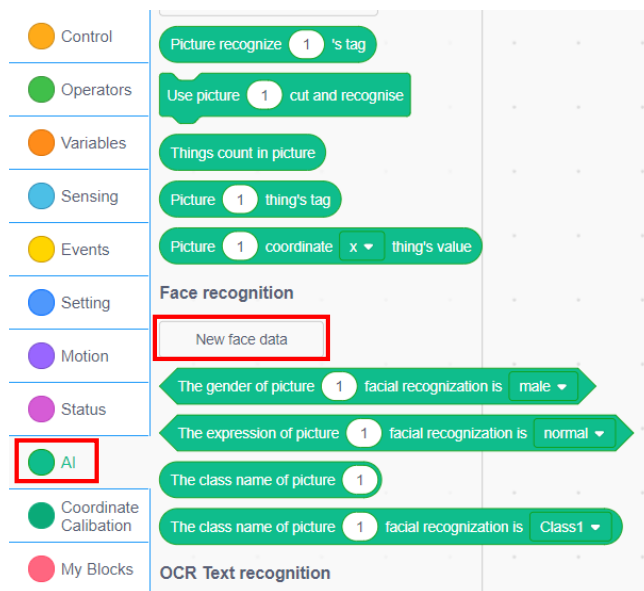 Control
Operators
Variables
Sensing
Events
Setting
Motion
Status
AI
Coordinate
Calibation
My Blocks
Picture recognize 1 's tag
Use picture 1 cut and recognise
Things count in picture
Picture 1 thing's tag
Picture 1 coordinate x thing's value
Face recognition
New face data
The gender of picture 1 facial recognization is male
The expression of picture 1 facial recognization is normal
The class name of picture 1
The class name of picture 1 facial recognization is Class1
OCR Text recognition